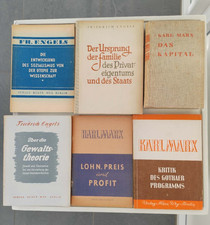 FR. ENGELS
DIE
ENTWICKLUNG DES
SOZIALISMUS VON
DER UTOPIE ZUR
WISSENSCHAFT
FRIEDRICH ENGELS
Der Ursprung
der Familie
des Privat
eigentums
und des Staats
KARL MARX
DAS
KAPITAL
Friedrich Engels
Über die
Gewalts-
theorie
KARL MARX
LOHN, PREIS
und
PROFIT
KARL MARX
KRITIK
DES GOTHAER
PROGRAMMS